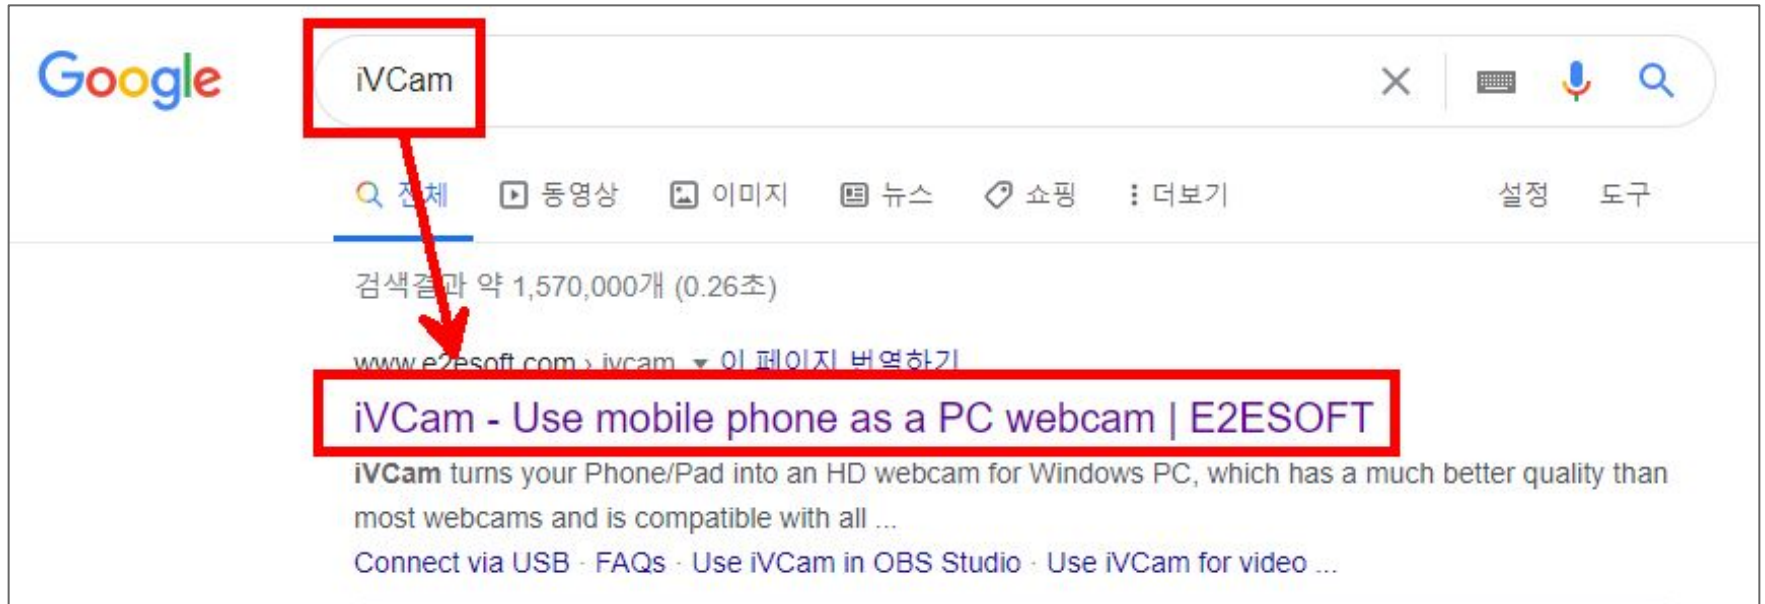 Google
iVCam
전체 동영상 이미지 뉴스 쇼핑 더보기 설정 도구
검색결과 약 1,570,000개 (0.26초)
www.e2esoft.com › ivcam 이 페이지 번역하기
iVCam - Use mobile phone as a PC webcam | E2ESOFT
iVCam turns your Phone/Pad into an HD webcam for Windows PC, which has a much better quality than
most webcams and is compatible with all ...
Connect via USB · FAQs · Use iVCam in OBS Studio · Use iVCam for video ...